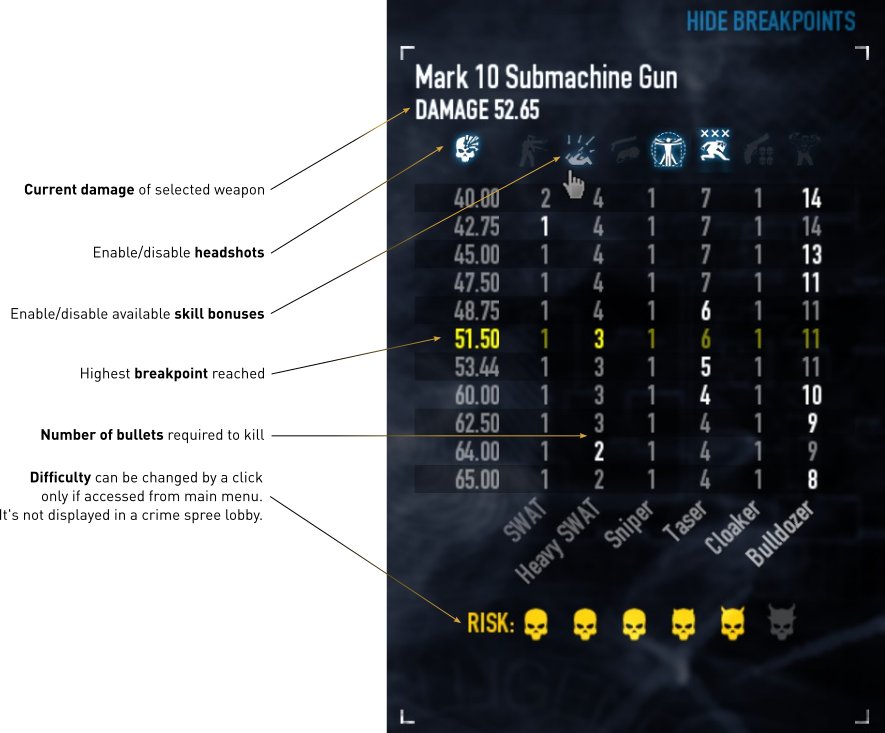 HIDE BREAKPOINTS
Mark 10 Submachine Gun
DAMAGE 52.65
Current damage of selected weapon
Enable/disable headshots
Enable/disable available skill bonuses
Highest breakpoint reached
Number of bullets required to kill
Difficulty can be changed by a click
only if accessed from main menu.
It's not displayed in a crime spree lobby.
40.00 2 4 1 7 1 14
42.75 1 4 1 7 1 14
45.00 1 4 1 7 1 13
47.50 1 4 1 7 1 11
48.75 1 4 1 6 1 11
51.50 1 3 1 6 1 11
53.44 1 3 1 5 1 11
60.00 1 3 1 4 1 10
62.50 1 3 1 4 1 9
64.00 1 2 1 4 1 9
65.00 1 2 1 4 1 8
SWAT
Heavy SWAT
Sniper
Taser
Cloaker
Bulldozer
RISK: